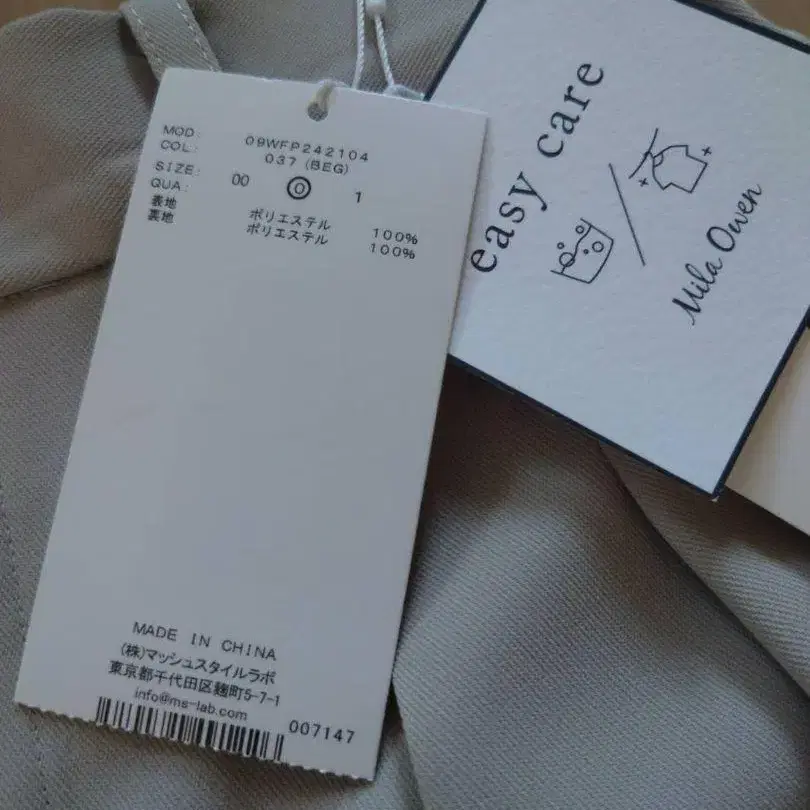 MOD: 09WFP242104
COL: 037 (BEG)
SIZE: 00 0 1
QUA:
表地 ポリエステル 100%
裏地 ポリエステル 100%
MADE IN CHINA
(株)マッシュスタイルラボ
東京都千代田区麹町5-7-1
info@ms-lab.com
007147
easy care
Mila Owen